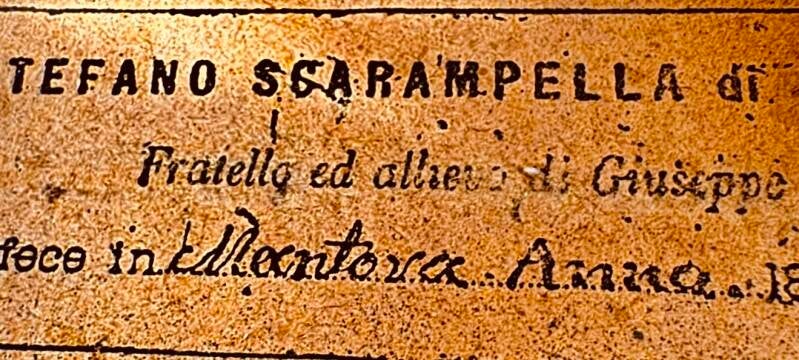 TEFANO SCARAMPELLA di
Fratello ed allievo di Giuseppe
fece in Mantova Anno. 18